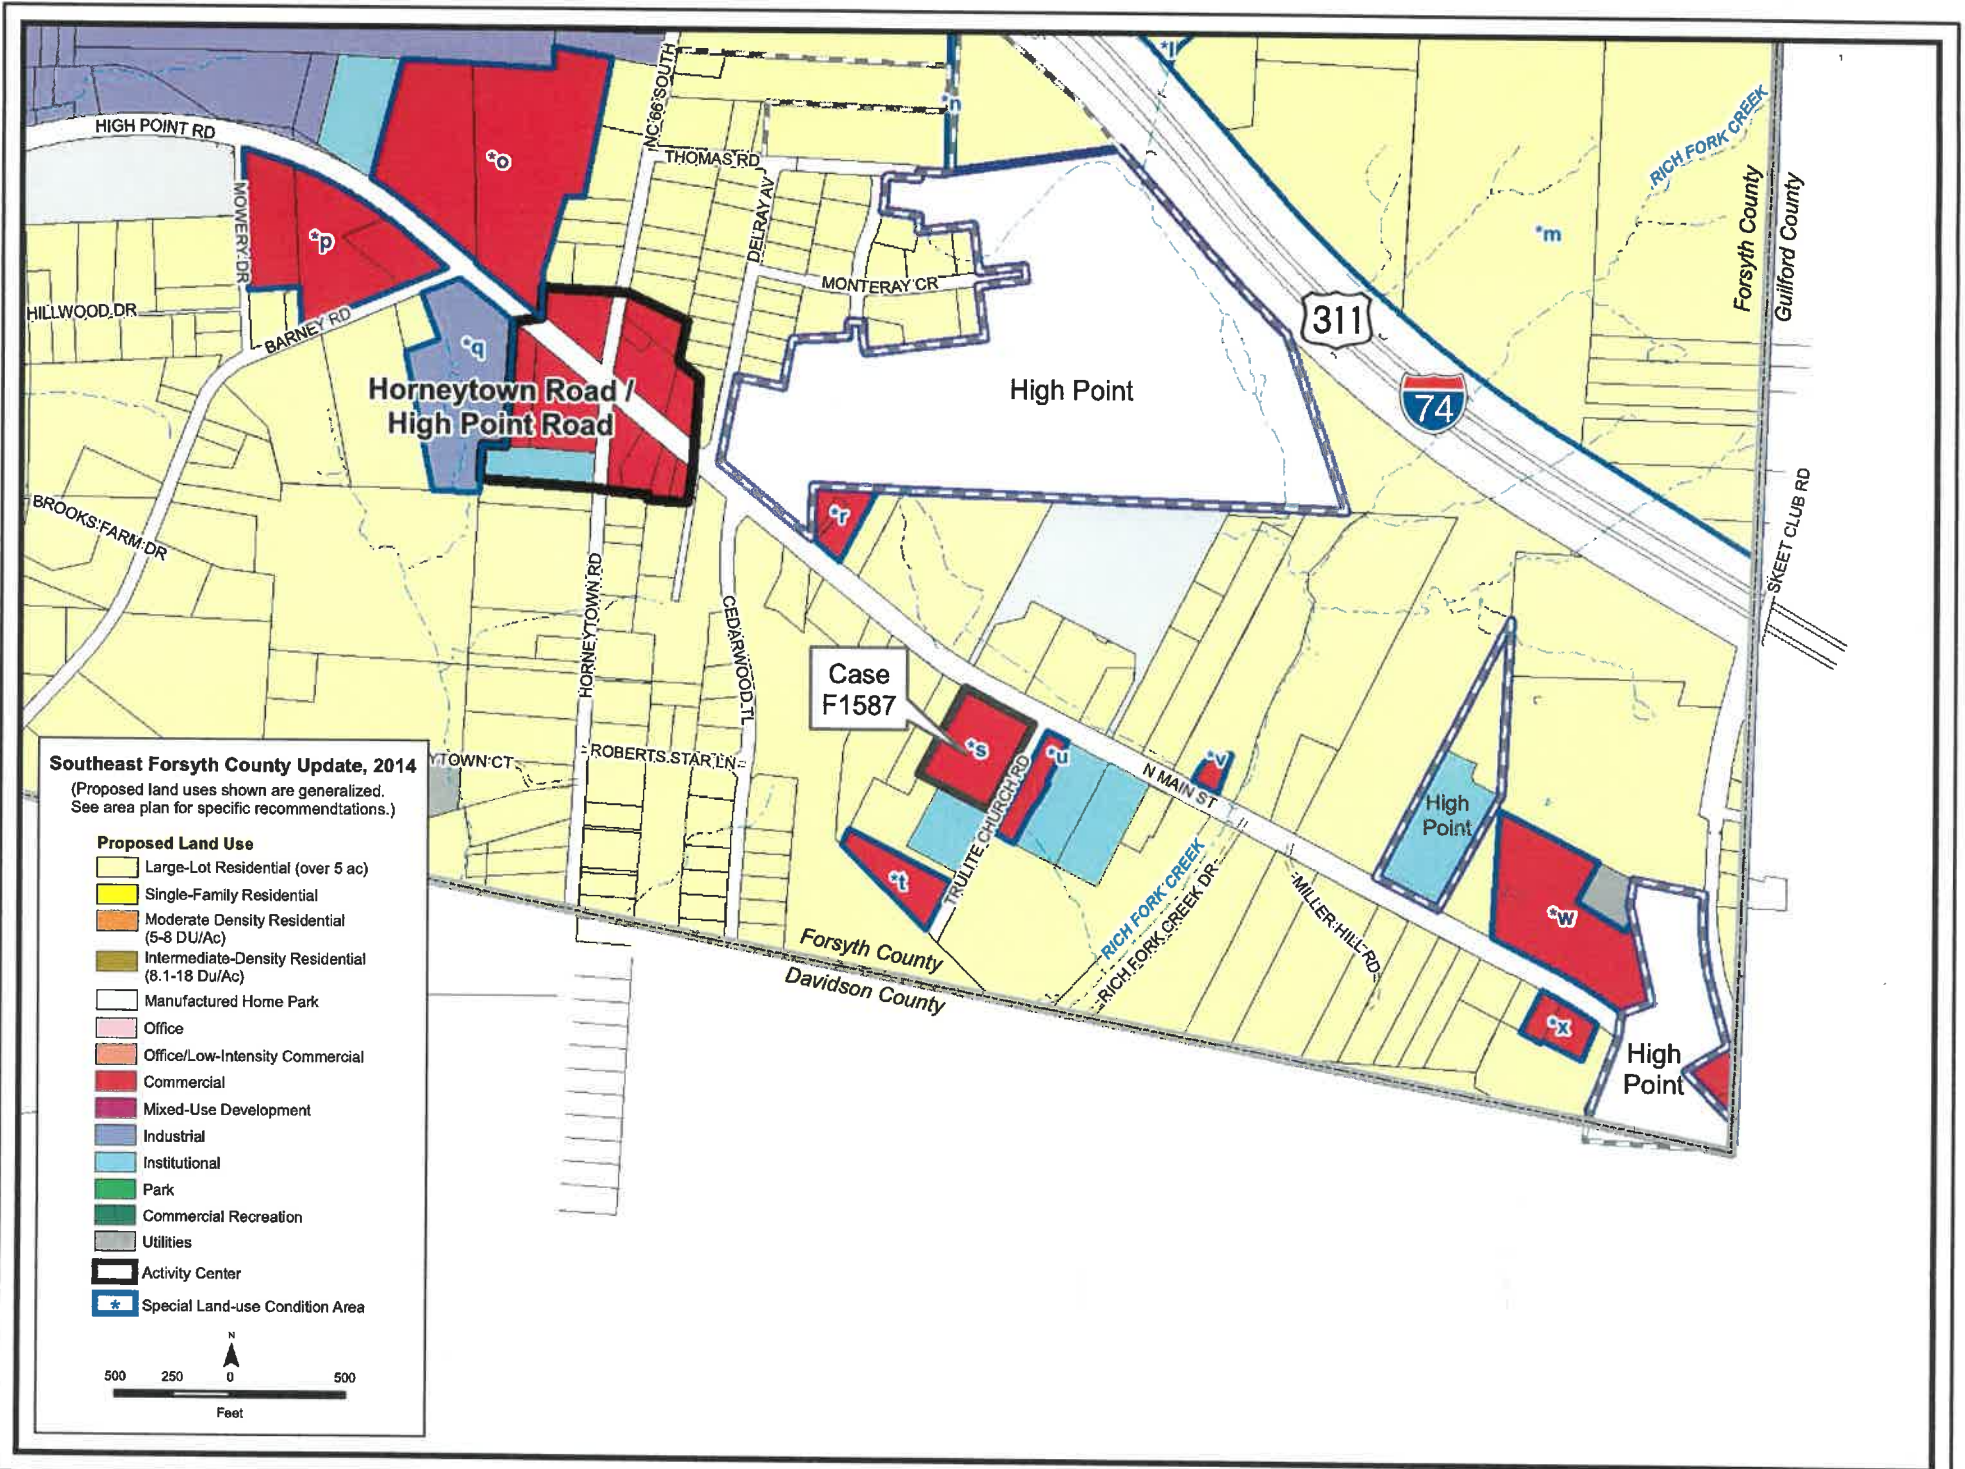 HIGH POINT RD
NC 66 SOUTH
THOMAS RD
DELRAY AV
MONTERAY CR
MOWERY DR
HILLWOOD DR
BARNEY RD
BROOKS FARM DR
*l
*n
*o
*p
*q
*m
RICH FORK CREEK
Forsyth County
Guilford County
311
74
High Point
Horneytown Road /
High Point Road
*r
SKEET CLUB RD
HORNEYTOWN RD
CEDARWOOD TL
Case
F1587
*s
*u
*v
N MAIN ST
ROBERTS STAR LN
YTOWN CT
TRULITE CHURCH RD
*t
RICH FORK CREEK
RICH FORK CREEK DR
MILLER HILL RD
High
Point
*w
*x
High
Point
Forsyth County
Davidson County
Southeast Forsyth County Update, 2014
(Proposed land uses shown are generalized.
See area plan for specific recommendtations.)
Proposed Land Use
Large-Lot Residential (over 5 ac)
Single-Family Residential
Moderate Density Residential
(5-8 DU/Ac)
Intermediate-Density Residential
(8.1-18 Du/Ac)
Manufactured Home Park
Office
Office/Low-Intensity Commercial
Commercial
Mixed-Use Development
Industrial
Institutional
Park
Commercial Recreation
Utilities
Activity Center
* Special Land-use Condition Area
N
500 250 0 500
Feet